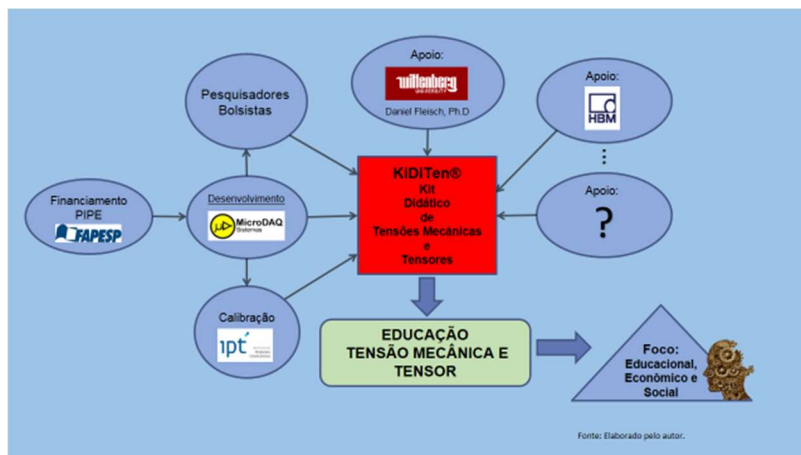 Pesquisadores
Bolsistas
Apoio:
Wittenberg
UNIVERSITY
Daniel Fleisch, Ph.D
Apoio:
HBM
Financiamento
PIPE
FAPESP
Desenvolvimento
µD MicroDAQ
Sistemas
KiDiTen®
Kit
Didático
de
Tensões Mecânicas
e
Tensores
Apoio:
?
Calibração
ipt
EDUCAÇÃO
TENSÃO MECÂNICA E
TENSOR
Foco:
Educacional,
Econômico e
Social
Fonte: Elaborado pelo autor.